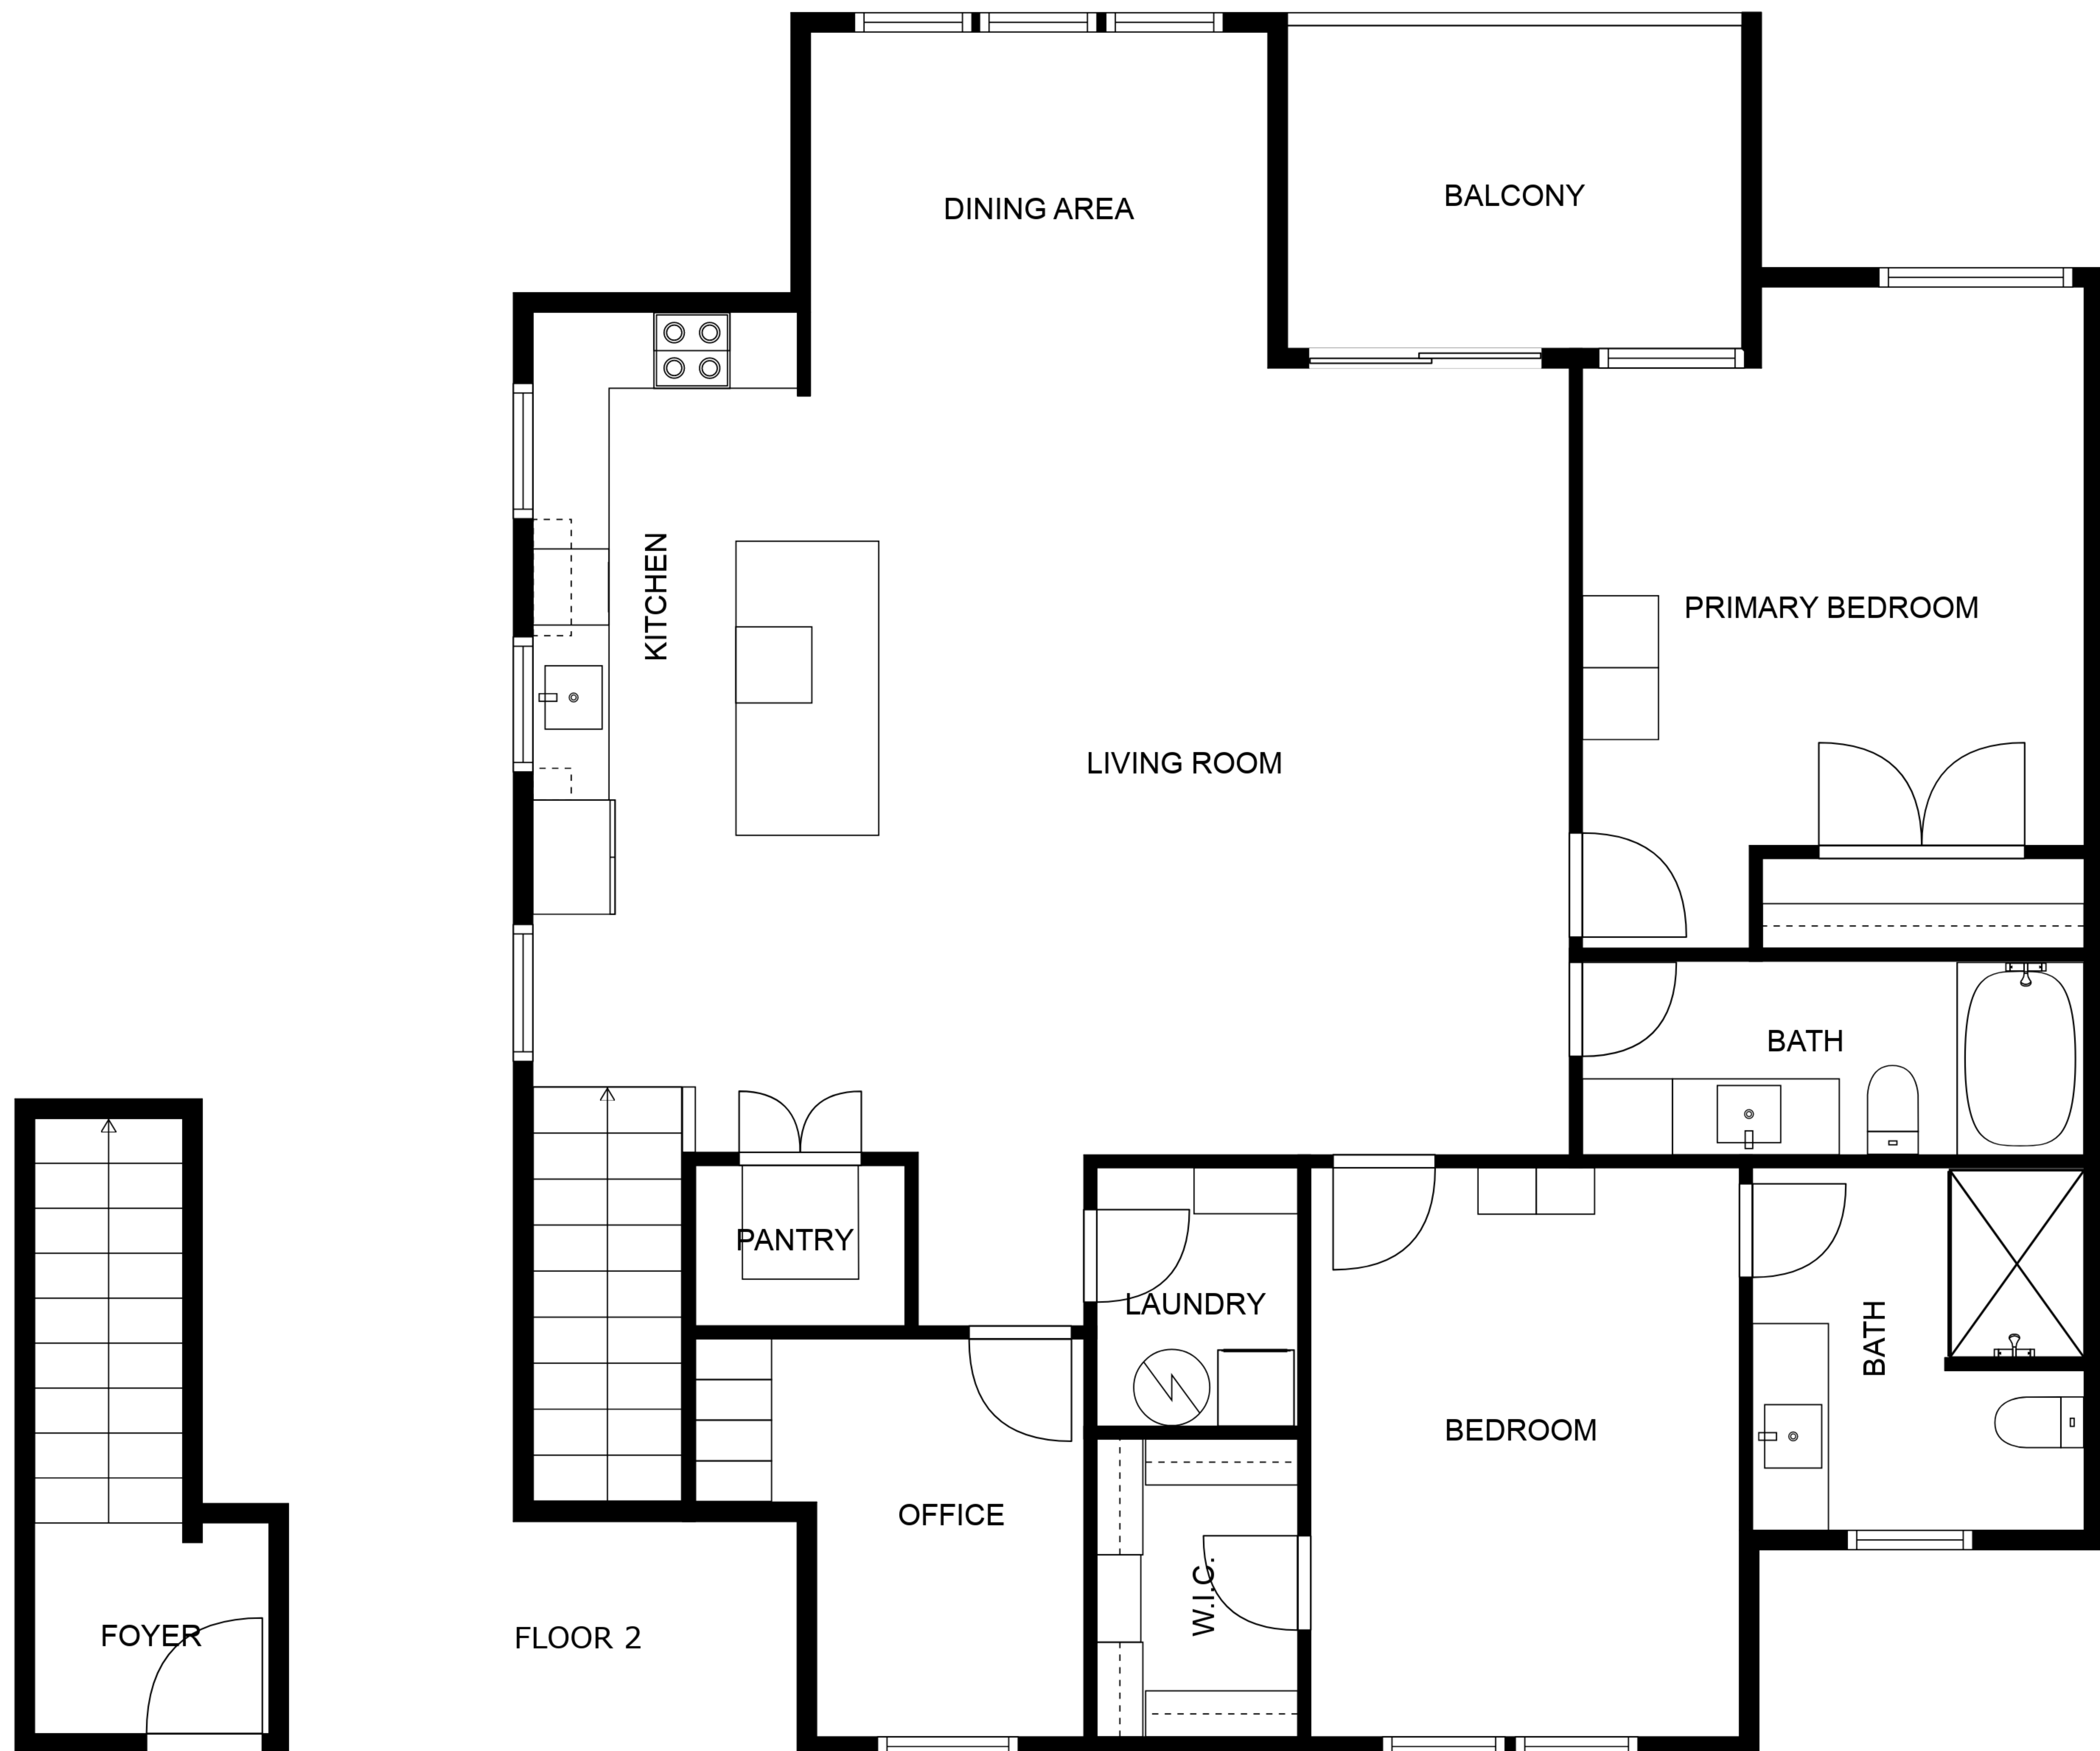 DINING AREA
BALCONY
KITCHEN
PRIMARY BEDROOM
LIVING ROOM
BATH
PANTRY
LAUNDRY
BATH
BEDROOM
OFFICE
W.I.C.
FOYER
FLOOR 2